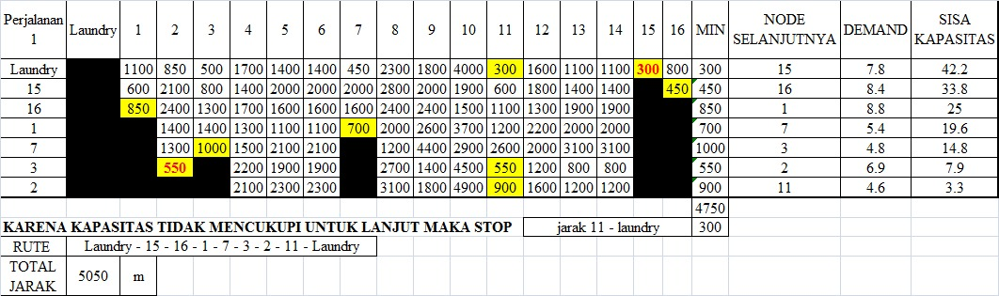 Perjalanan 1 Laundry 1 2 3 4 5 6 7 8 9 10 11 12 13 14 15 16 MIN NODE SELANJUTNYA DEMAND SISA KAPASITAS
Laundry 1100 850 500 1700 1400 1400 450 2300 1800 4000 300 1600 1100 1100 300 800 300 15 7.8 42.2
15 600 2100 800 1400 2000 2000 2000 2800 2000 1900 600 1800 1400 1400 450 450 16 8.4 33.8
16 850 2400 1300 1700 1600 1600 1600 2400 2400 1500 1100 1300 1900 1900 850 1 8.8 25
1 1400 1400 1300 1100 1100 700 2000 2600 3700 1200 2200 2000 2000 700 7 5.4 19.6
7 1300 1000 1500 2100 2100 1200 4400 2900 2600 2000 3100 3100 1000 3 4.8 14.8
3 550 2200 1900 1900 2700 1400 4500 550 1200 800 800 550 2 6.9 7.9
2 2100 2300 2300 3100 1800 4900 900 1600 1200 1200 900 11 4.6 3.3
4750
KARENA KAPASITAS TIDAK MENCUKUPI UNTUK LANJUT MAKA STOP jarak 11 - laundry 300
RUTE Laundry - 15 - 16 - 1 - 7 - 3 - 2 - 11 - Laundry
TOTAL JARAK 5050 m